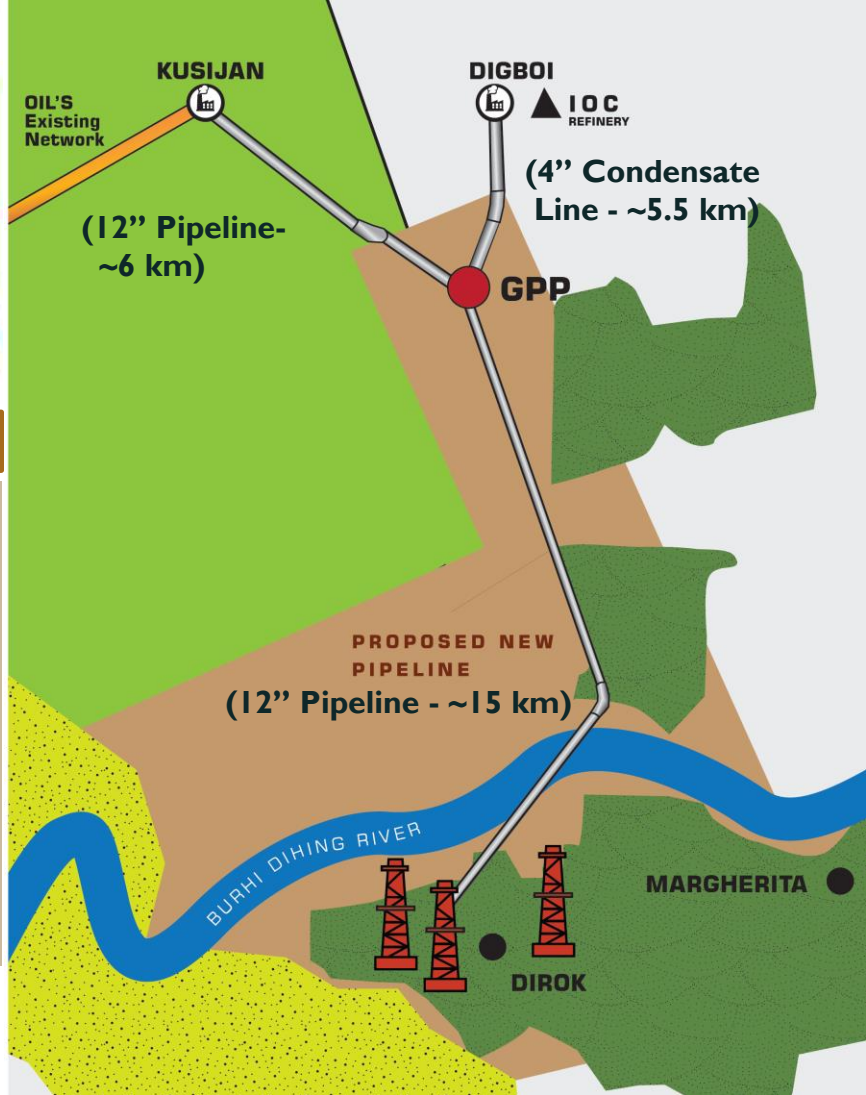 KUSIJAN
DIGBOI
OIL'S
Existing
Network
IOC
REFINERY
(4” Condensate
Line - ~5.5 km)
(12” Pipeline-
~6 km)
GPP
PROPOSED NEW
PIPELINE
(12” Pipeline - ~15 km)
BURHI DIHING RIVER
MARGHERITA
DIROK